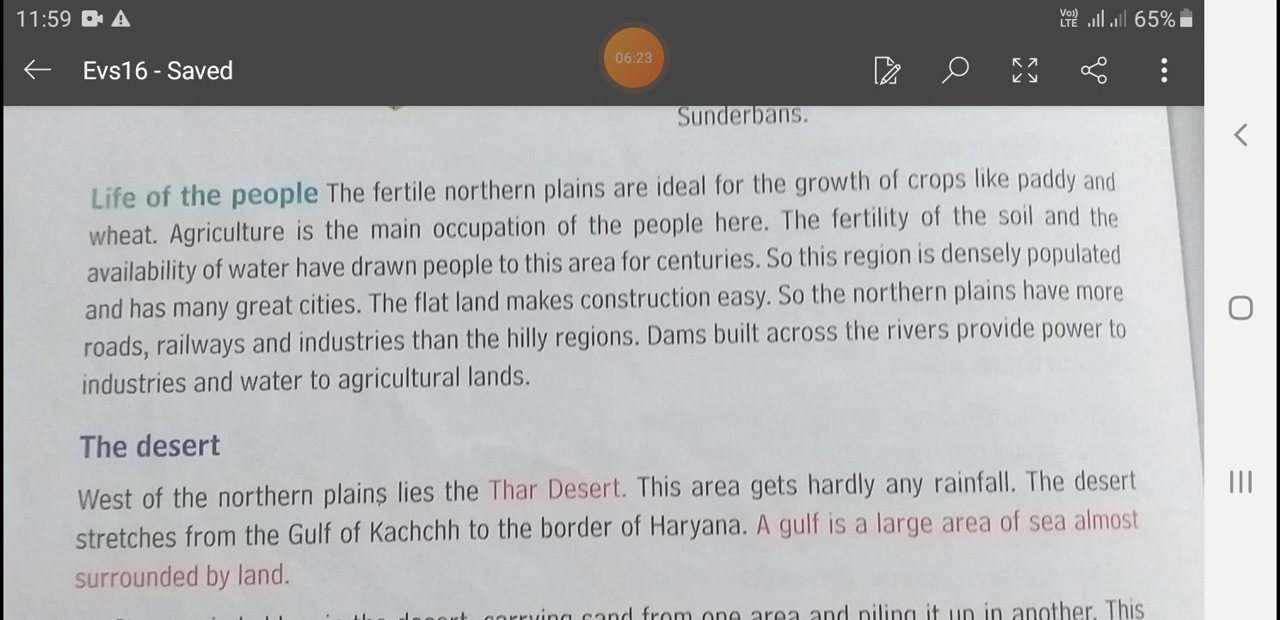 11:59
Vo))
LTE
65%
Evs16 - Saved
06:23
Sunderbans.
Life of the people The fertile northern plains are ideal for the growth of crops like paddy and
wheat. Agriculture is the main occupation of the people here. The fertility of the soil and the
availability of water have drawn people to this area for centuries. So this region is densely populated
and has many great cities. The flat land makes construction easy. So the northern plains have more
roads, railways and industries than the hilly regions. Dams built across the rivers provide power to
industries and water to agricultural lands.
The desert
West of the northern plains lies the Thar Desert. This area gets hardly any rainfall. The desert
stretches from the Gulf of Kachchh to the border of Haryana. A gulf is a large area of sea almost
surrounded by land.
in the desert, carrying sand from one area and piling it up in another. This